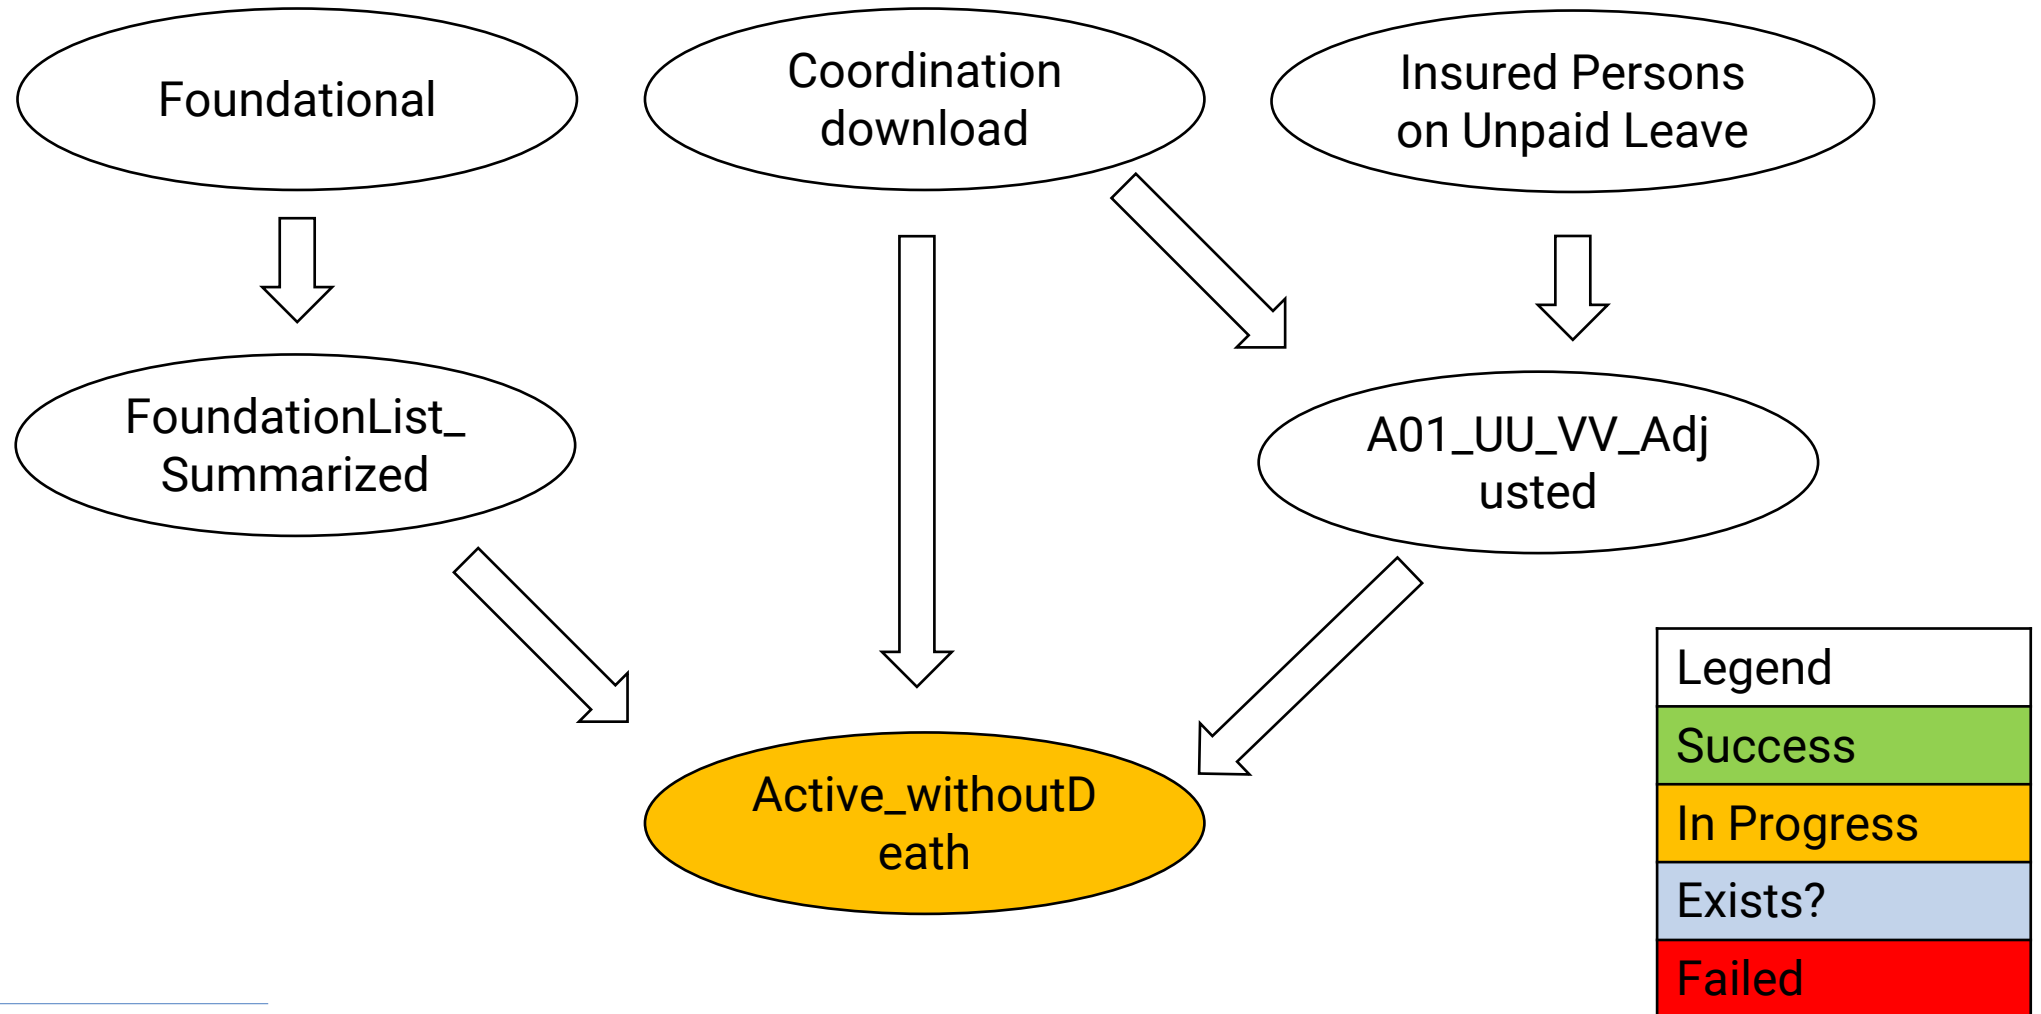 Foundational
Coordination
download
Insured Persons
on Unpaid Leave
FoundationList_
Summarized
A01_UU_VV_Adj
usted
Active_withoutD
eath
Legend
Success
In Progress
Exists?
Failed